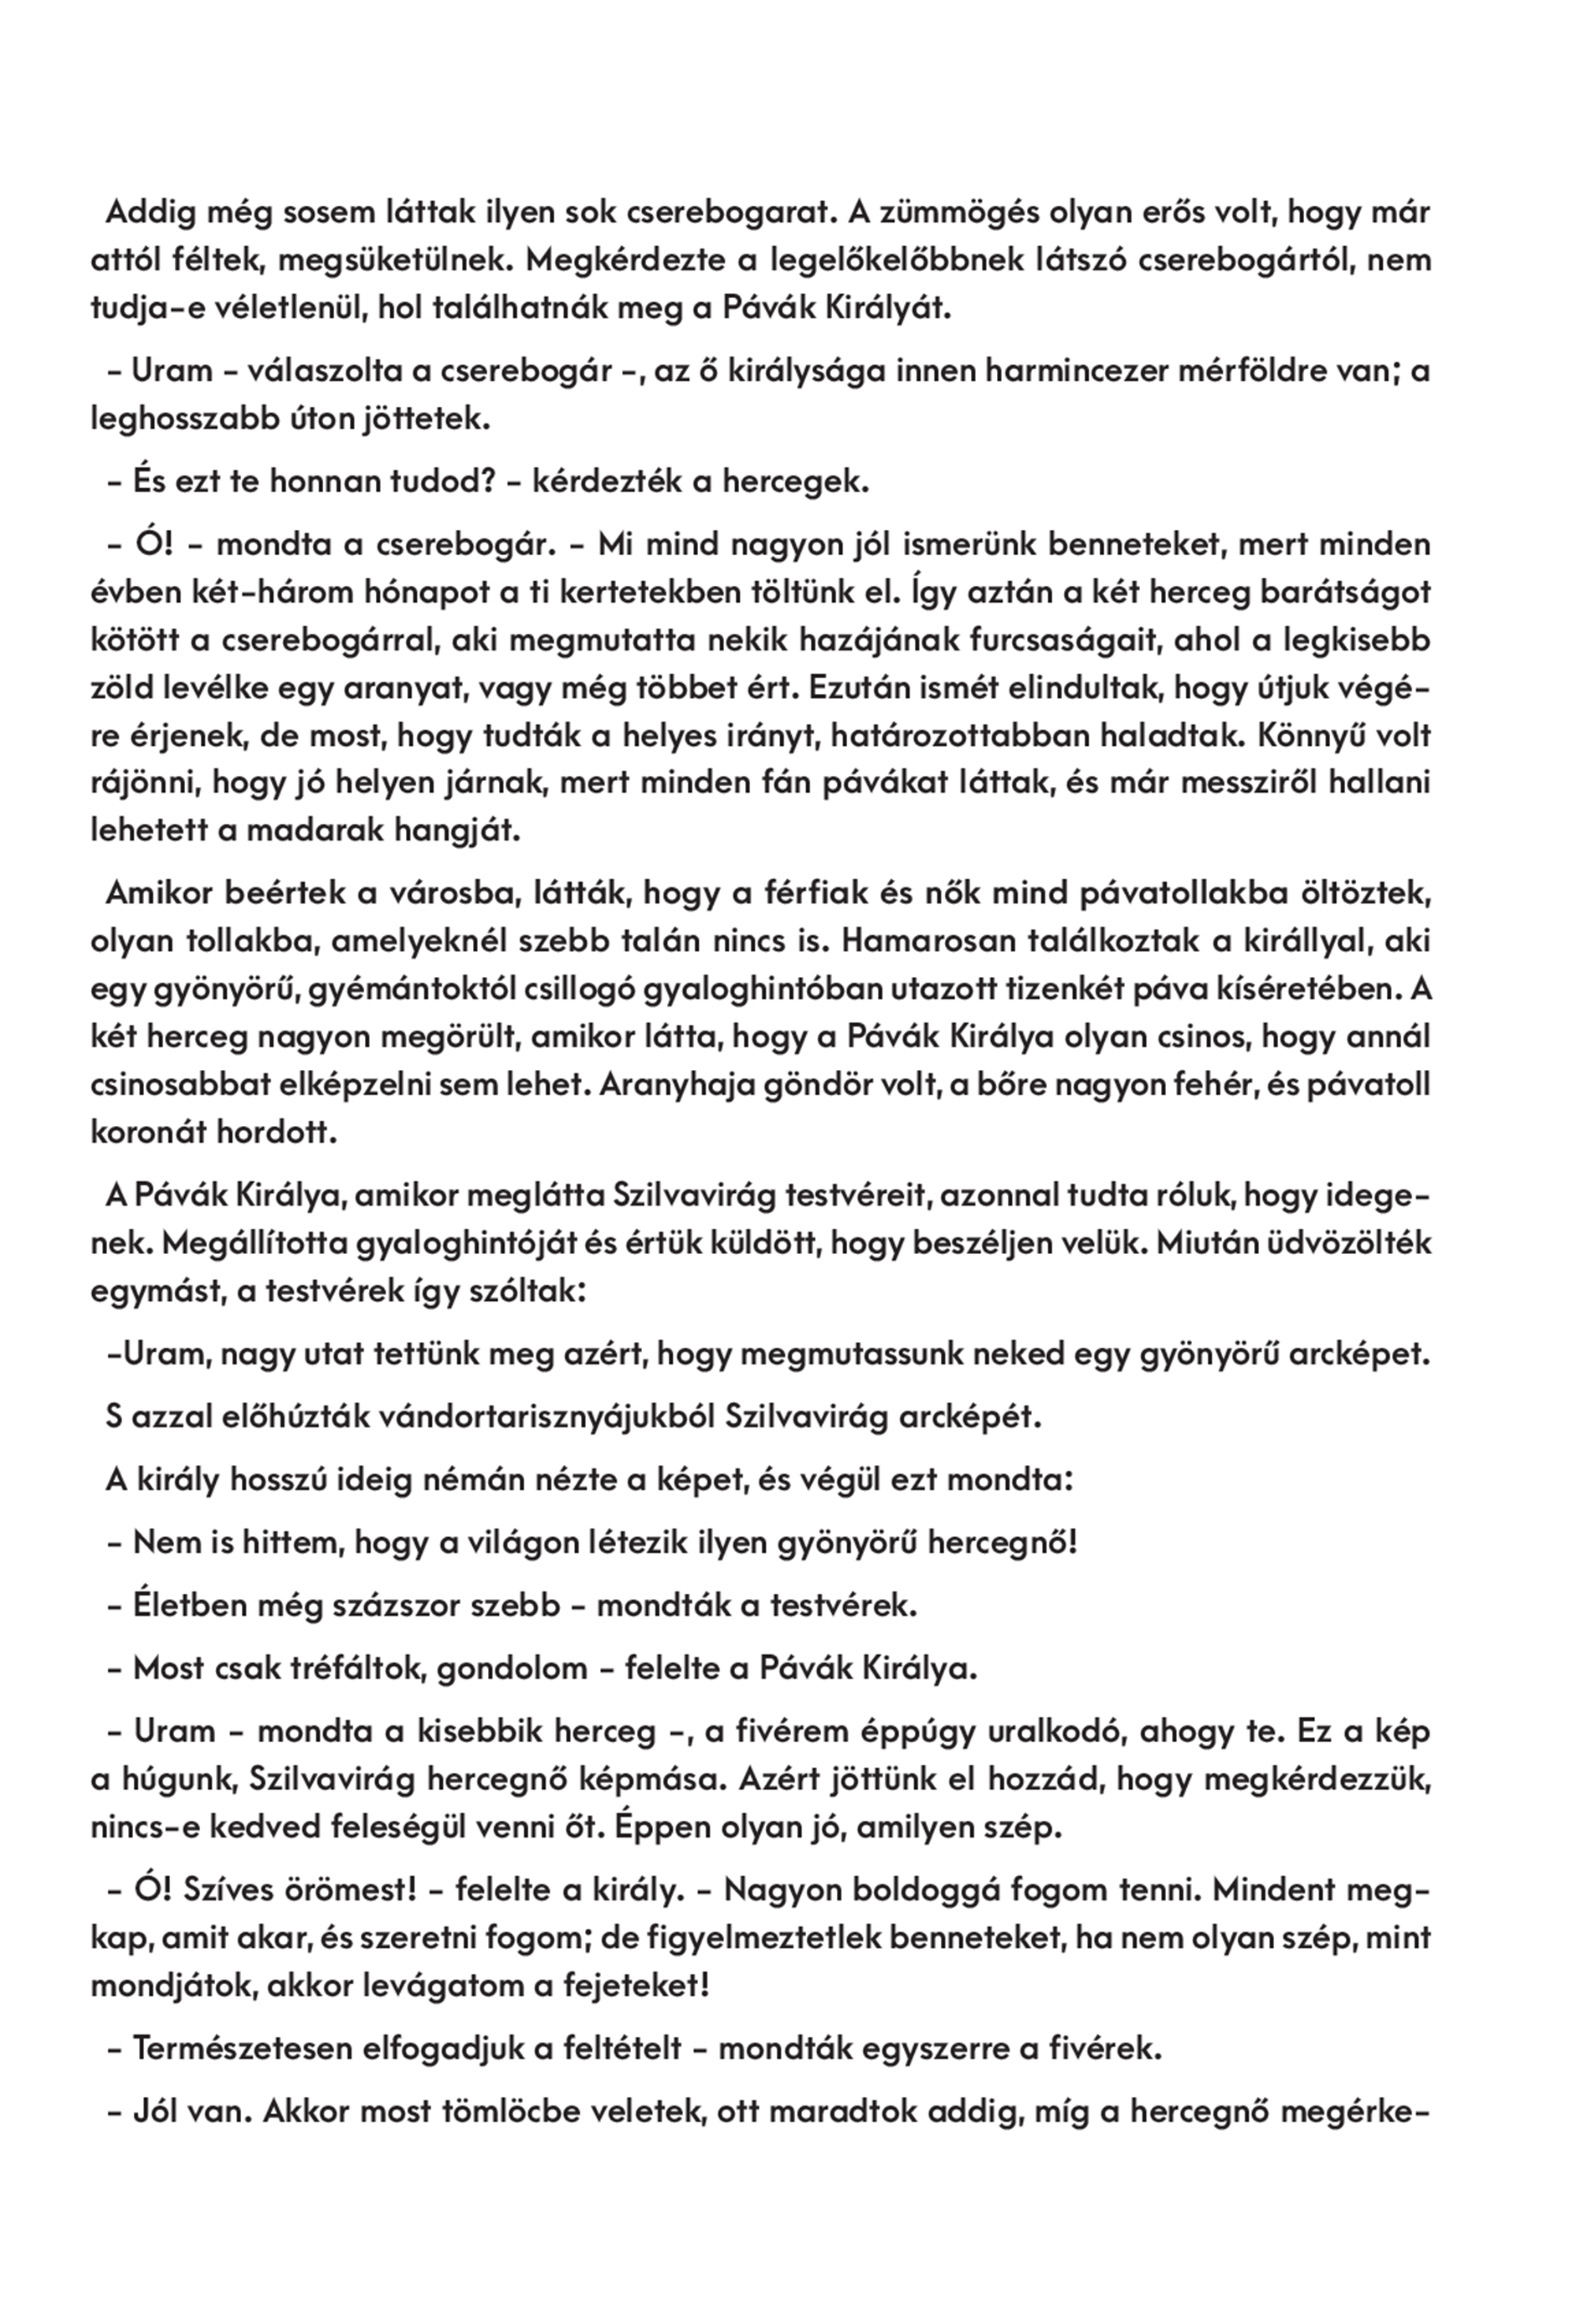 Addig még sosem láttak ilyen sok cserebogarat. A zümmögés olyan erős volt, hogy már
attól féltek, megsüketülnek. Megkérdezte a legelőkelőbbnek látszó cserebogártól, nem
tudja-e véletlenül, hol találhatnák meg a Pávák Királyát.
– Uram – válaszolta a cserebogár –, az ő királysága innen harmincezer mérföldre van; a
leghosszabb úton jöttetek.
– És ezt te honnan tudod? – kérdezték a hercegek.
– Ó! – mondta a cserebogár. – Mi mind nagyon jól ismerünk benneteket, mert minden
évben két-három hónapot a ti kertetekben töltünk el. Így aztán a két herceg barátságot
kötött a cserebogárral, aki megmutatta nekik hazájának furcsaságait, ahol a legkisebb
zöld levélke egy aranyat, vagy még többet ért. Ezután ismét elindultak, hogy útjuk végé-
re érjenek, de most, hogy tudták a helyes irányt, határozottabban haladtak. Könnyű volt
rájönni, hogy jó helyen járnak, mert minden fán pávákat láttak, és már messziről hallani
lehetett a madarak hangját.
Amikor beértek a városba, látták, hogy a férfiak és nők mind pávatollakba öltöztek,
olyan tollakba, amelyeknél szebb talán nincs is. Hamarosan találkoztak a királlyal, aki
egy gyönyörű, gyémántoktól csillogó gyaloghintóban utazott tizenkét páva kíséretében. A
két herceg nagyon megörült, amikor látta, hogy a Pávák Királya olyan csinos, hogy annál
csinosabbat elképzelni sem lehet. Aranyhaja göndör volt, a bőre nagyon fehér, és pávatoll
koronát hordott.
A Pávák Királya, amikor meglátta Szilvavirág testvéreit, azonnal tudta róluk, hogy idege-
nek. Megállította gyaloghintóját és értük küldött, hogy beszéljen velük. Miután üdvözölték
egymást, a testvérek így szóltak:
–Uram, nagy utat tettünk meg azért, hogy megmutassunk neked egy gyönyörű arcképet.
S azzal előhúzták vándortarisznyájukból Szilvavirág arcképét.
A király hosszú ideig némán nézte a képet, és végül ezt mondta:
– Nem is hittem, hogy a világon létezik ilyen gyönyörű hercegnő!
– Életben még százszor szebb – mondták a testvérek.
– Most csak tréfáltok, gondolom – felelte a Pávák Királya.
– Uram – mondta a kisebbik herceg –, a fivérem éppúgy uralkodó, ahogy te. Ez a kép
a húgunk, Szilvavirág hercegnő képmása. Azért jöttünk el hozzád, hogy megkérdezzük,
nincs-e kedved feleségül venni őt. Éppen olyan jó, amilyen szép.
– Ó! Szíves örömest! – felelte a király. – Nagyon boldoggá fogom tenni. Mindent meg-
kap, amit akar, és szeretni fogom; de figyelmeztetlek benneteket, ha nem olyan szép, mint
mondjátok, akkor levágatom a fejeteket!
– Természetesen elfogadjuk a feltételt – mondták egyszerre a fivérek.
– Jól van. Akkor most tömlöcbe veletek, ott maradtok addig, míg a hercegnő megérke-